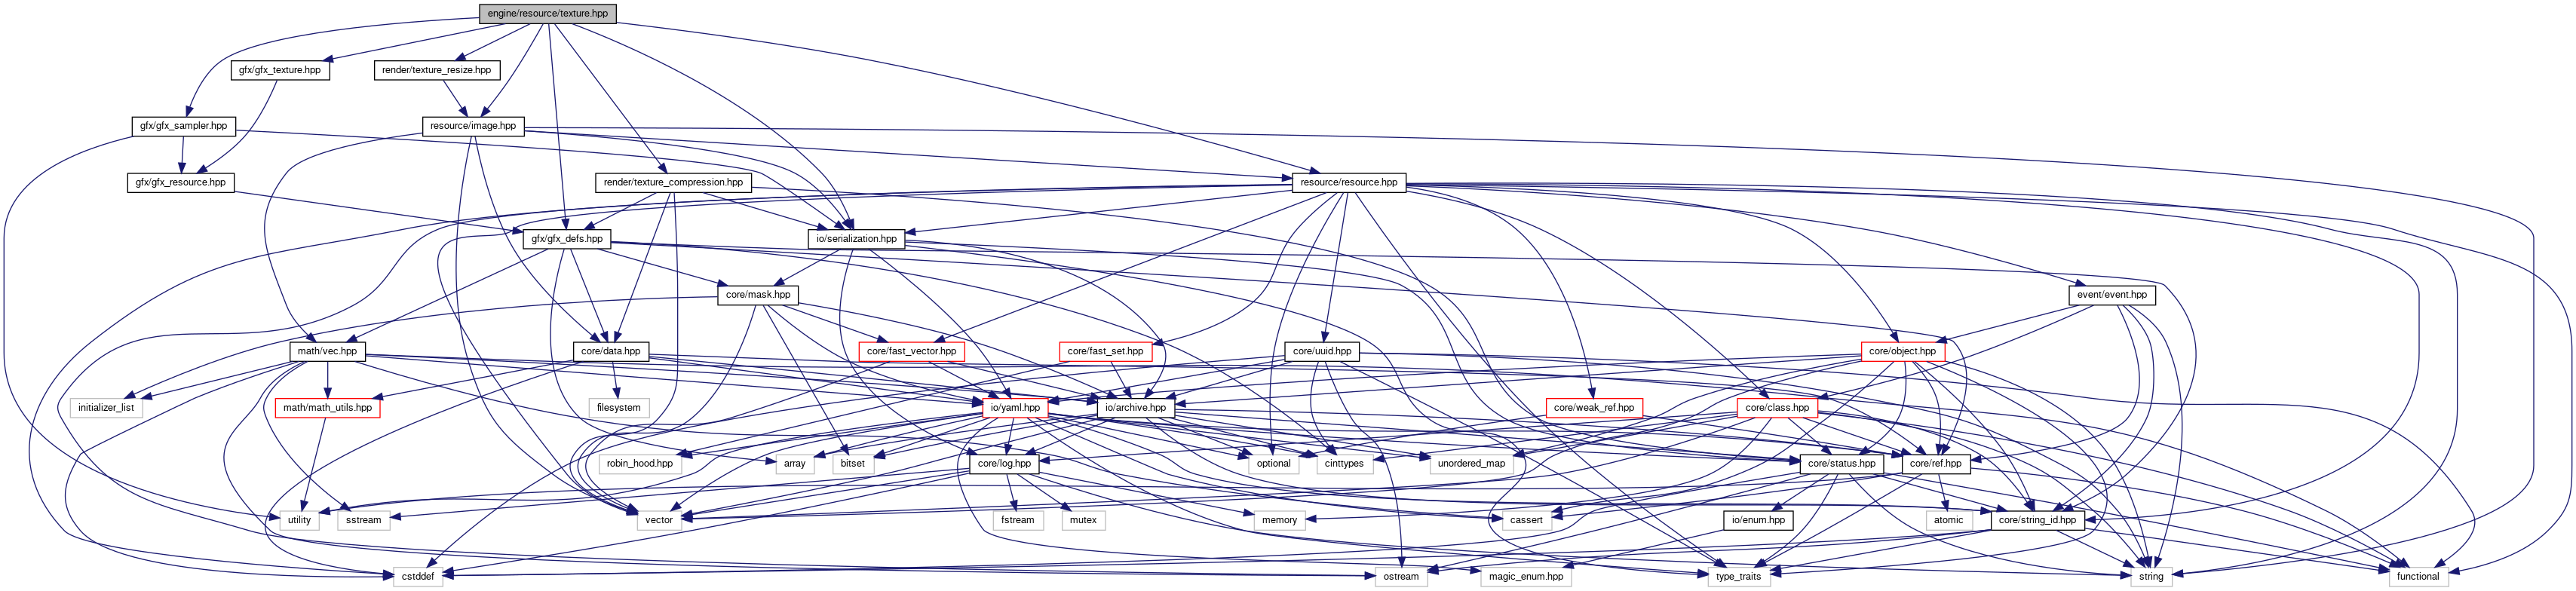 engine/resource/texture.hpp
gfx/gfx_texture.hpp
render/texture_resize.hpp
gfx/gfx_sampler.hpp
resource/image.hpp
gfx/gfx_resource.hpp
render/texture_compression.hpp
resource/resource.hpp
gfx/gfx_defs.hpp
io/serialization.hpp
core/mask.hpp
event/event.hpp
math/vec.hpp
core/data.hpp
core/fast_vector.hpp
core/fast_set.hpp
core/uuid.hpp
core/object.hpp
initializer_list
math/math_utils.hpp
filesystem
io/yaml.hpp
io/archive.hpp
core/weak_ref.hpp
core/class.hpp
robin_hood.hpp
array
bitset
core/log.hpp
optional
cinttypes
unordered_map
core/status.hpp
core/ref.hpp
utility
sstream
vector
fstream
mutex
memory
cassert
io/enum.hpp
atomic
core/string_id.hpp
cstddef
ostream
magic_enum.hpp
type_traits
string
functional